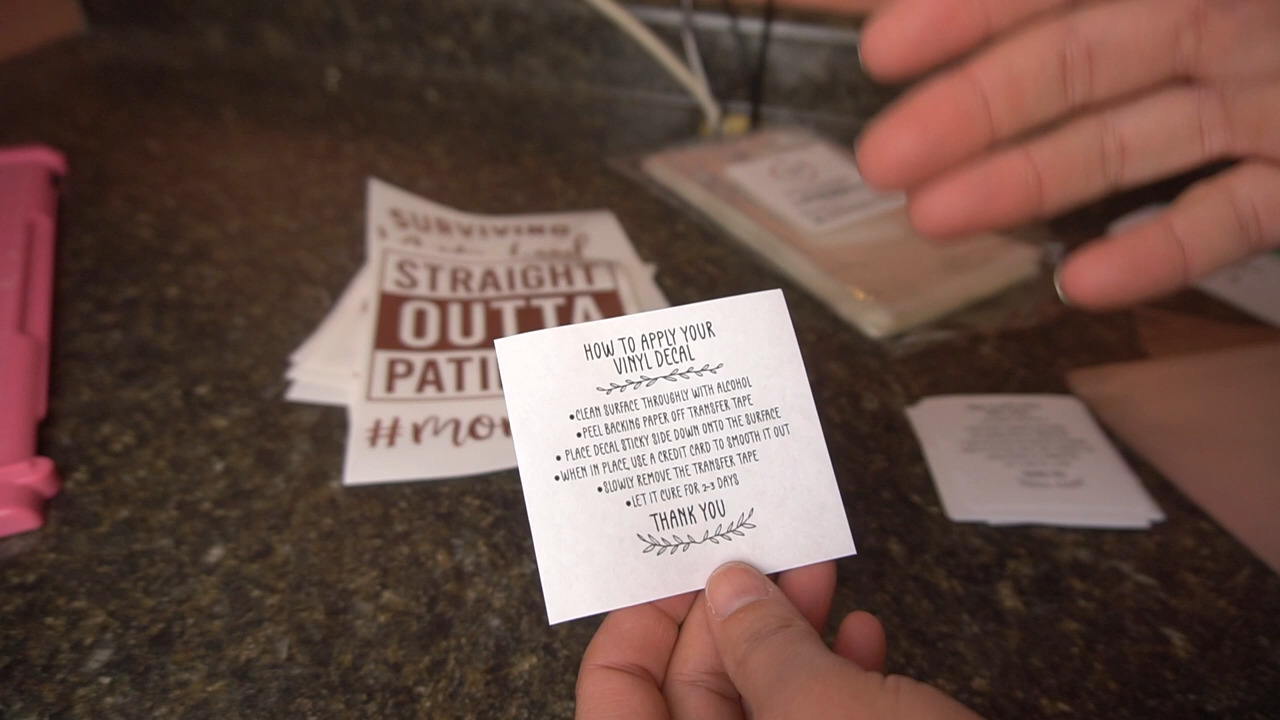 SURVIVING
STRAIGHT
OUTTA
PATI
#mo
HOW TO APPLY YOUR
VINYL DECAL
•CLEAN SURFACE THROUGHLY WITH ALCOHOL
•PEEL BACKING PAPER OFF TRANSFER TAPE
• PLACE DECAL STICKY SIDE DOWN ONTO THE SURFACE
•WHEN IN PLACE, USE A CREDIT CARD TO SMOOTH IT OUT
•SLOWLY REMOVE THE TRANSFER TAPE
•LET IT CURE FOR 2-3 DAYS
THANK YOU